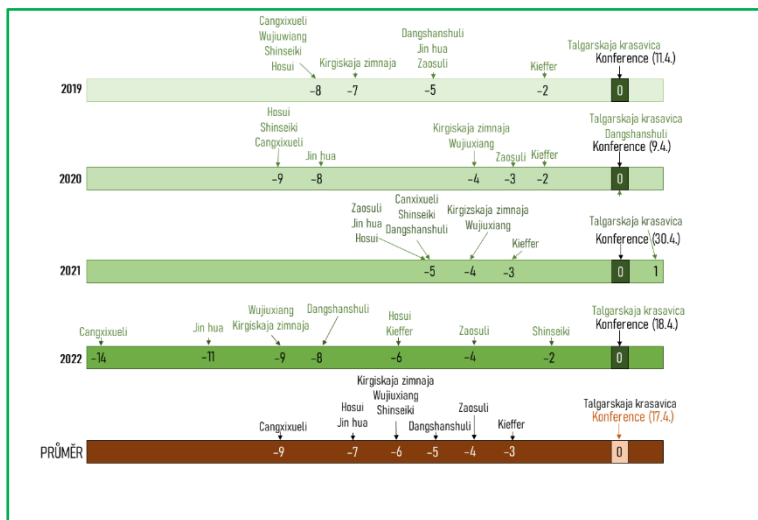 Cangxixueli
Wujiuwiang
Shinseiki
Hosui
Kirgiskaja zimnaja
Dangshanshuli
Jin hua
Zaosuli
Kieffer
Talgarskaja krasavica
Konference (11.4.)
2019
-8
-7
-5
-2
0
Hosui
Shinseiki
Cangxixueli
Jin hua
Kirgiskaja zimnaja
Wujiuxiang
Zaosuli
Kieffer
Talgarskaja krasavica
Dangshanshuli
Konference (9.4.)
2020
-9
-8
-4
-3
-2
0
Zaosuli
Jin hua
Hosui
Canxixueli
Shinseiki
Dangshanshuli
Kirgizskaja zimnaja
Wujiuxiang
Kieffer
Talgarskaja krasavica
Konference (30.4.)
2021
-5
-4
-3
0
1
Cangxixueli
Jin hua
Wujiuxiang
Kirgiskaja zimnaja
Dangshanshuli
Hosui
Kieffer
Zaosuli
Shinseiki
Talgarskaja krasavica
Konference (18.4.)
2022
-14
-11
-9
-8
-6
-4
-2
0
Cangxixueli
Hosui
Jin hua
Kirgiskaja zimnaja
Wujiuxiang
Shinseiki
Dangshanshuli
Zaosuli
Kieffer
Talgarskaja krasavica
Konference (17.4.)
PRŮMĚR
-9
-7
-6
-5
-4
-3
0